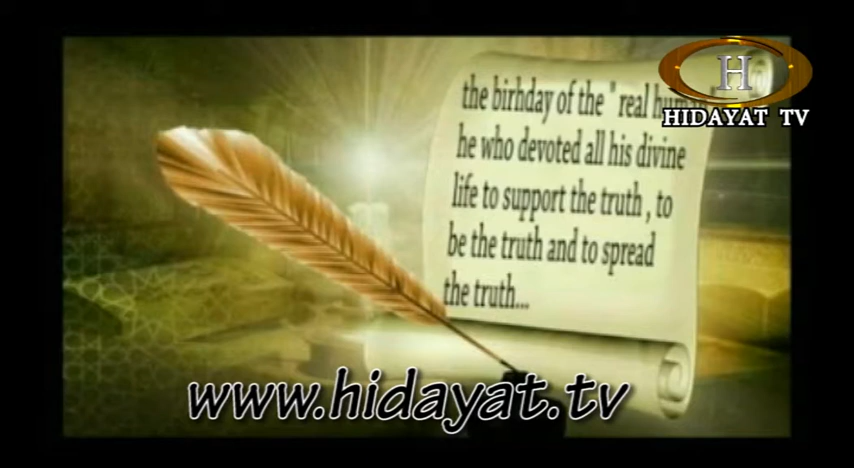 H
HIDAYAT TV
the birhday of the " real
he who devoted all his divine
life to support the truth , to
be the truth and to spread
the truth...
www.hidayat.tv